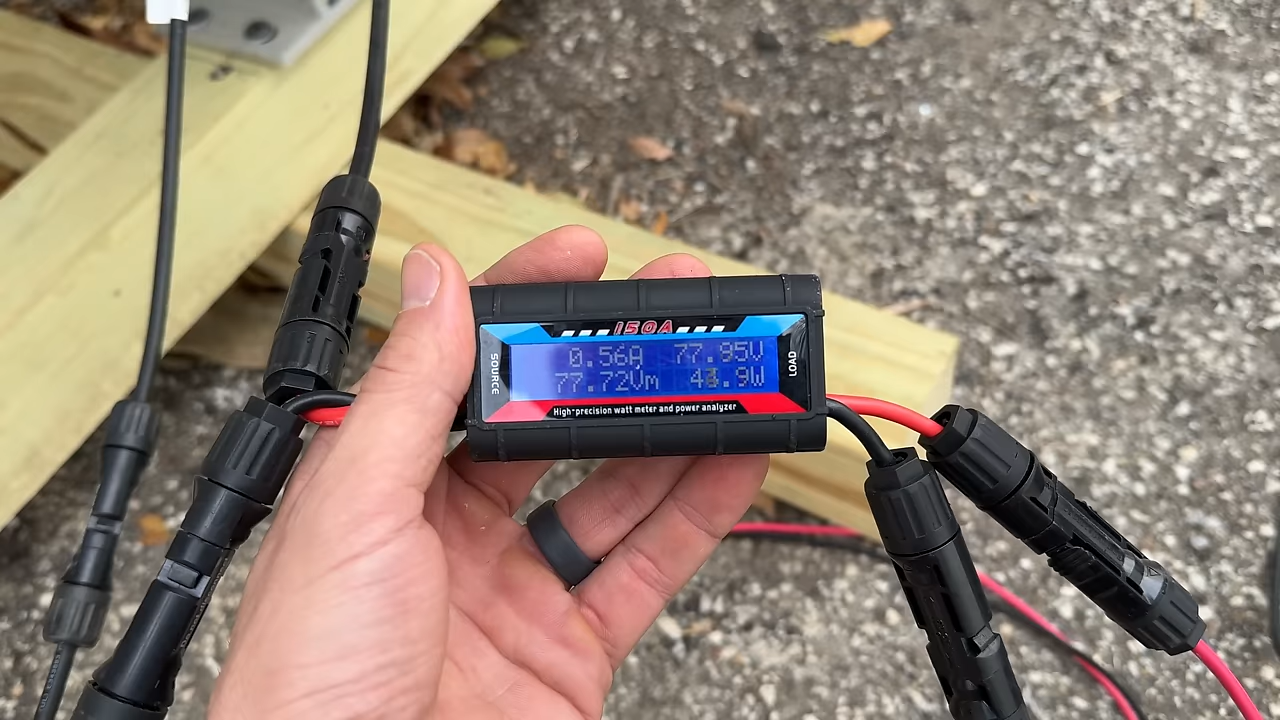 150A
SOURCE
0.56A 77.95V
77.72Vm
LOAD
High-precision watt meter and power analyzer